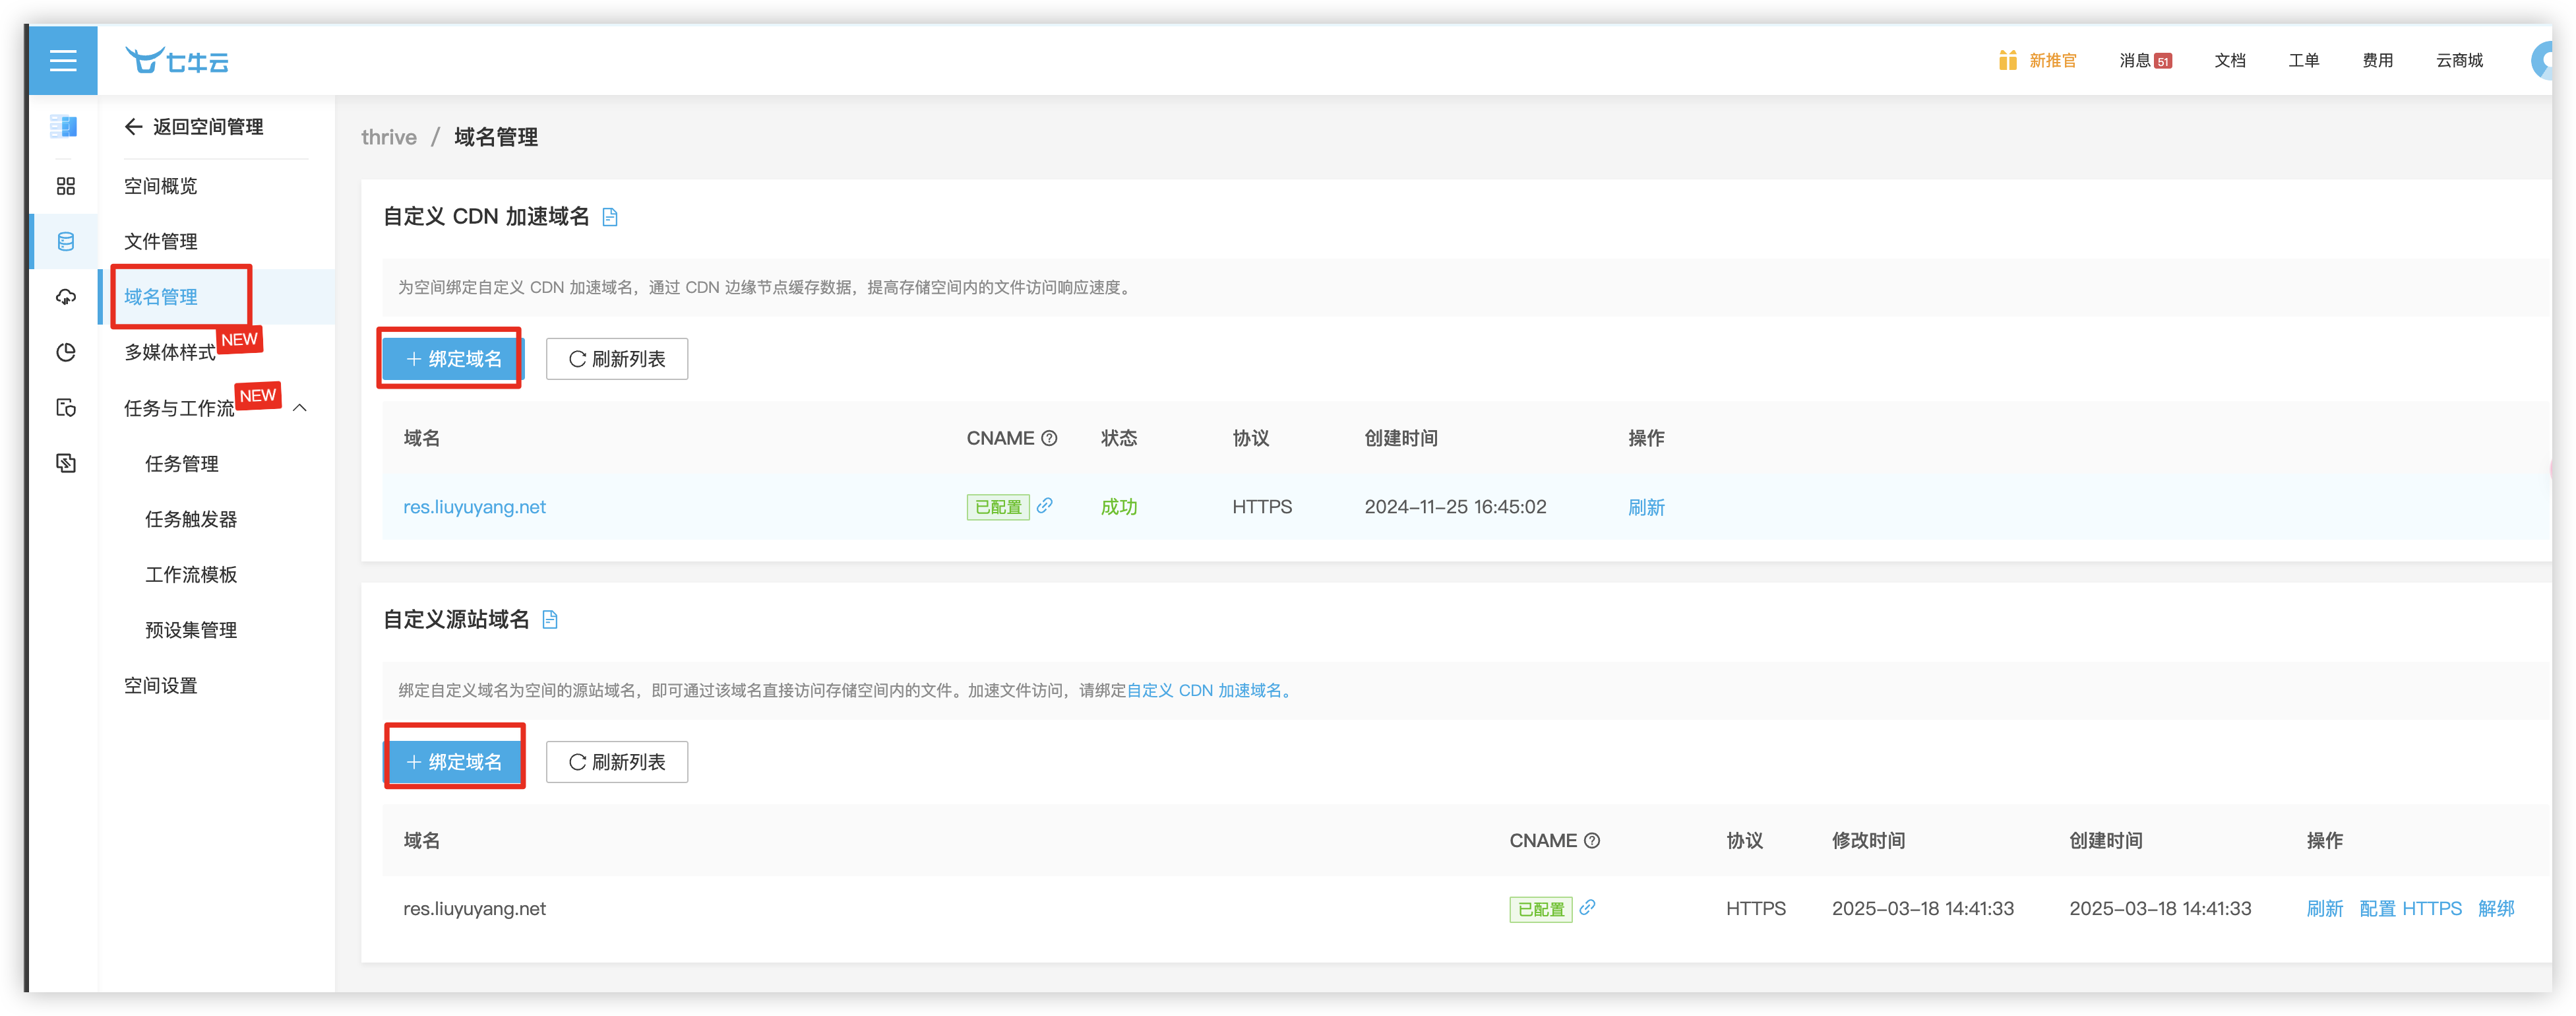 七牛云
新推官 消息 51 文档 工单 费用 云商城
返回空间管理
空间概览
文件管理
域名管理
多媒体样式 NEW
任务与工作流 NEW
任务管理
任务触发器
工作流模板
预设集管理
空间设置
thrive / 域名管理
自定义 CDN 加速域名
为空间绑定自定义 CDN 加速域名，通过 CDN 边缘节点缓存数据，提高存储空间内的文件访问响应速度。
+ 绑定域名 刷新列表
域名 CNAME 状态 协议 创建时间 操作
res.liuyuyang.net 已配置 成功 HTTPS 2024-11-25 16:45:02 刷新
自定义源站域名
绑定自定义域名为空间的源站域名，即可通过该域名直接访问存储空间内的文件。加速文件访问，请绑定自定义 CDN 加速域名。
+ 绑定域名 刷新列表
域名 CNAME 协议 修改时间 创建时间 操作
res.liuyuyang.net 已配置 HTTPS 2025-03-18 14:41:33 2025-03-18 14:41:33 刷新 配置 HTTPS 解绑